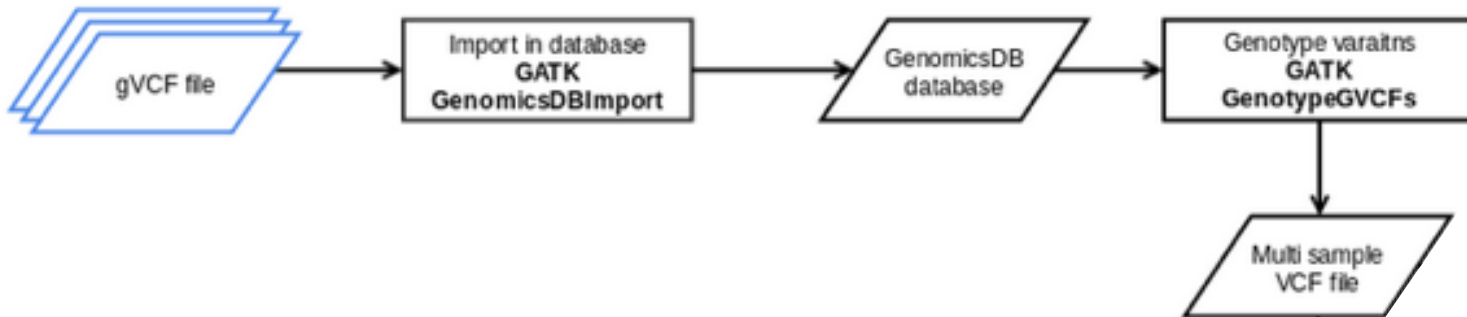 gVCF file
Import in database
GATK
GenomicsDBImport
GenomicsDB
database
Genotype varaitns
GATK
GenotypeGVCFs
Multi sample
VCF file